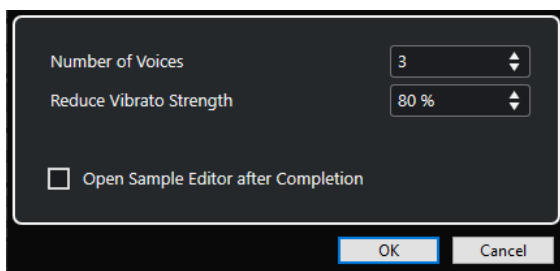 Number of Voices 3
Reduce Vibrato Strength 80 %
Open Sample Editor after Completion
OK Cancel